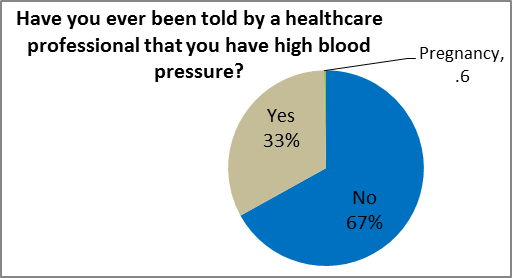 Have you ever been told by a healthcare
professional that you have high blood
pressure?
Pregnancy,
.6
Yes
33%
No
67%